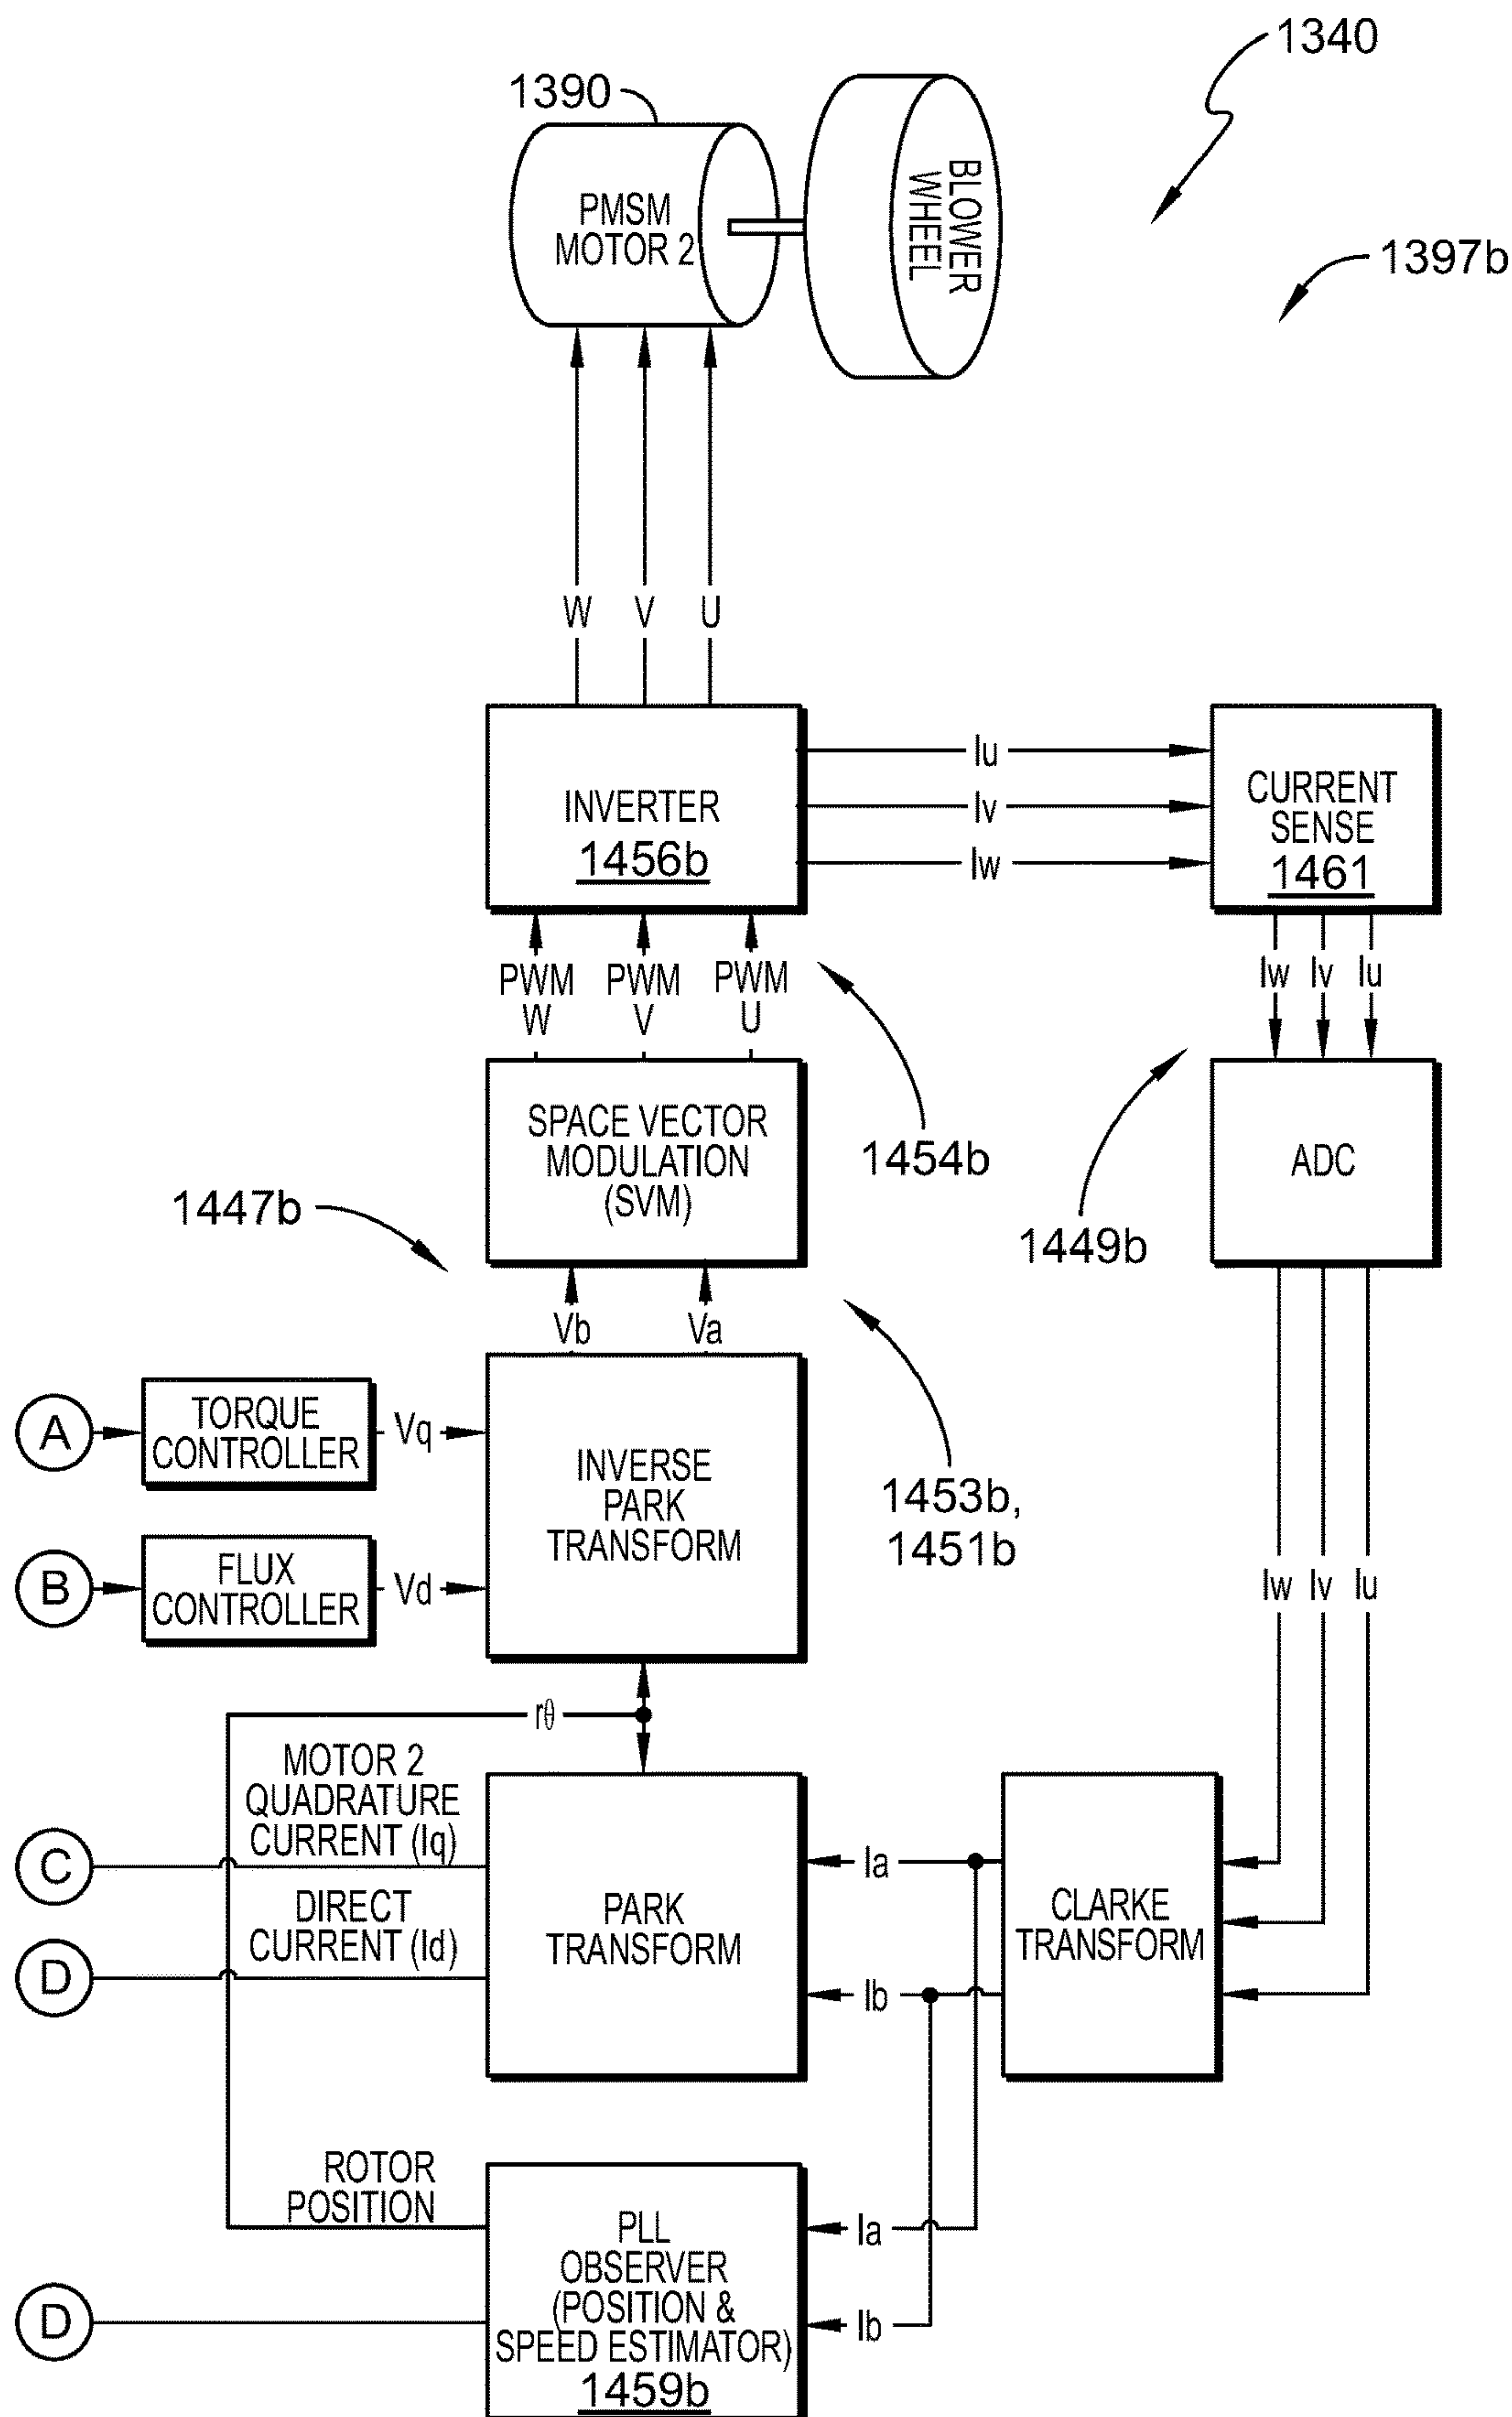 1340
1390
PMSM
MOTOR 2
BLOWER
WHEEL
1397b
W V U
INVERTER
1456b
Iu
Iv
Iw
CURRENT
SENSE
1461
PWM PWM PWM
W V U
Iw Iv Iu
SPACE VECTOR
MODULATION
(SVM)
1454b
ADC
1447b
1449b
Vb Va
A
TORQUE
CONTROLLER
Vq
INVERSE
PARK
TRANSFORM
1453b,
1451b
B
FLUX
CONTROLLER
Vd
Iw Iv Iu
rθ
MOTOR 2
QUADRATURE
CURRENT (Iq)
C
DIRECT
CURRENT (Id)
D
PARK
TRANSFORM
Ia
Ib
CLARKE
TRANSFORM
ROTOR
POSITION
PLL
OBSERVER
(POSITION &
SPEED ESTIMATOR)
1459b
Ia
Ib
D